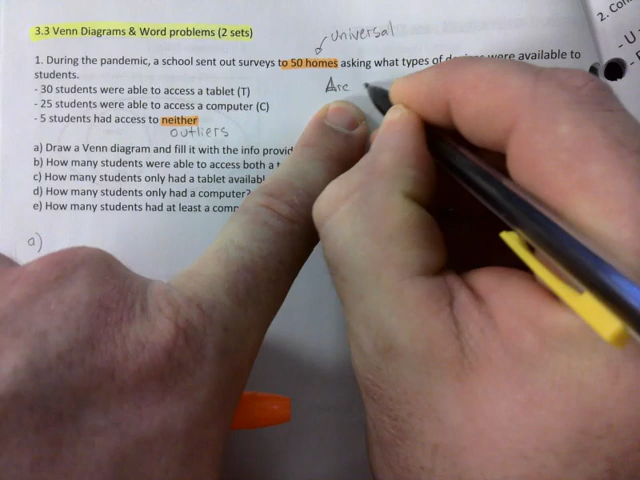 3.3 Venn Diagrams & Word problems (2 sets)
universal
1. During the pandemic, a school sent out surveys to 50 homes asking what types of were available to
students.
Are
- 30 students were able to access a tablet (T)
- 25 students were able to access a computer (C)
- 5 students had access to neither
outliers
a) Draw a Venn diagram and fill it with the info
b) How many students were able to access both a
c) How many students only had a tablet
d) How many students only had a computer?
e) How many students had at least a
a)
2.
- U